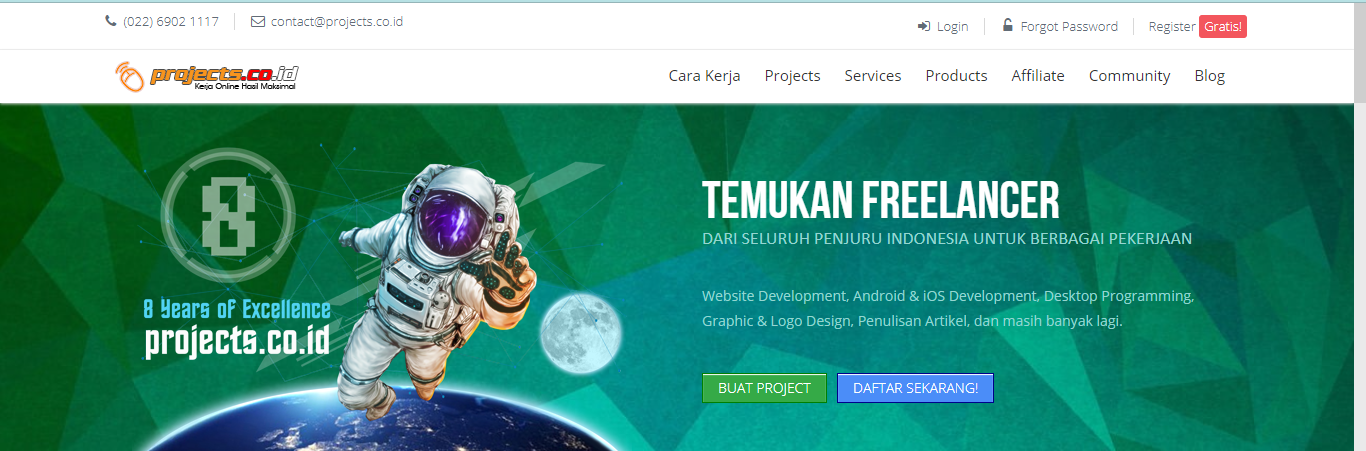 (022) 6902 1117
contact@projects.co.id
Login
Forgot Password
Register Gratis!
projects.co.id
Kerja Online Hasil Maksimal
Cara Kerja
Projects
Services
Products
Affiliate
Community
Blog
8
8 Years of Excellence
projects.co.id
TEMUKAN FREELANCER
DARI SELURUH PENJURU INDONESIA UNTUK BERBAGAI PEKERJAAN
Website Development, Android & iOS Development, Desktop Programming,
Graphic & Logo Design, Penulisan Artikel, dan masih banyak lagi.
BUAT PROJECT
DAFTAR SEKARANG!